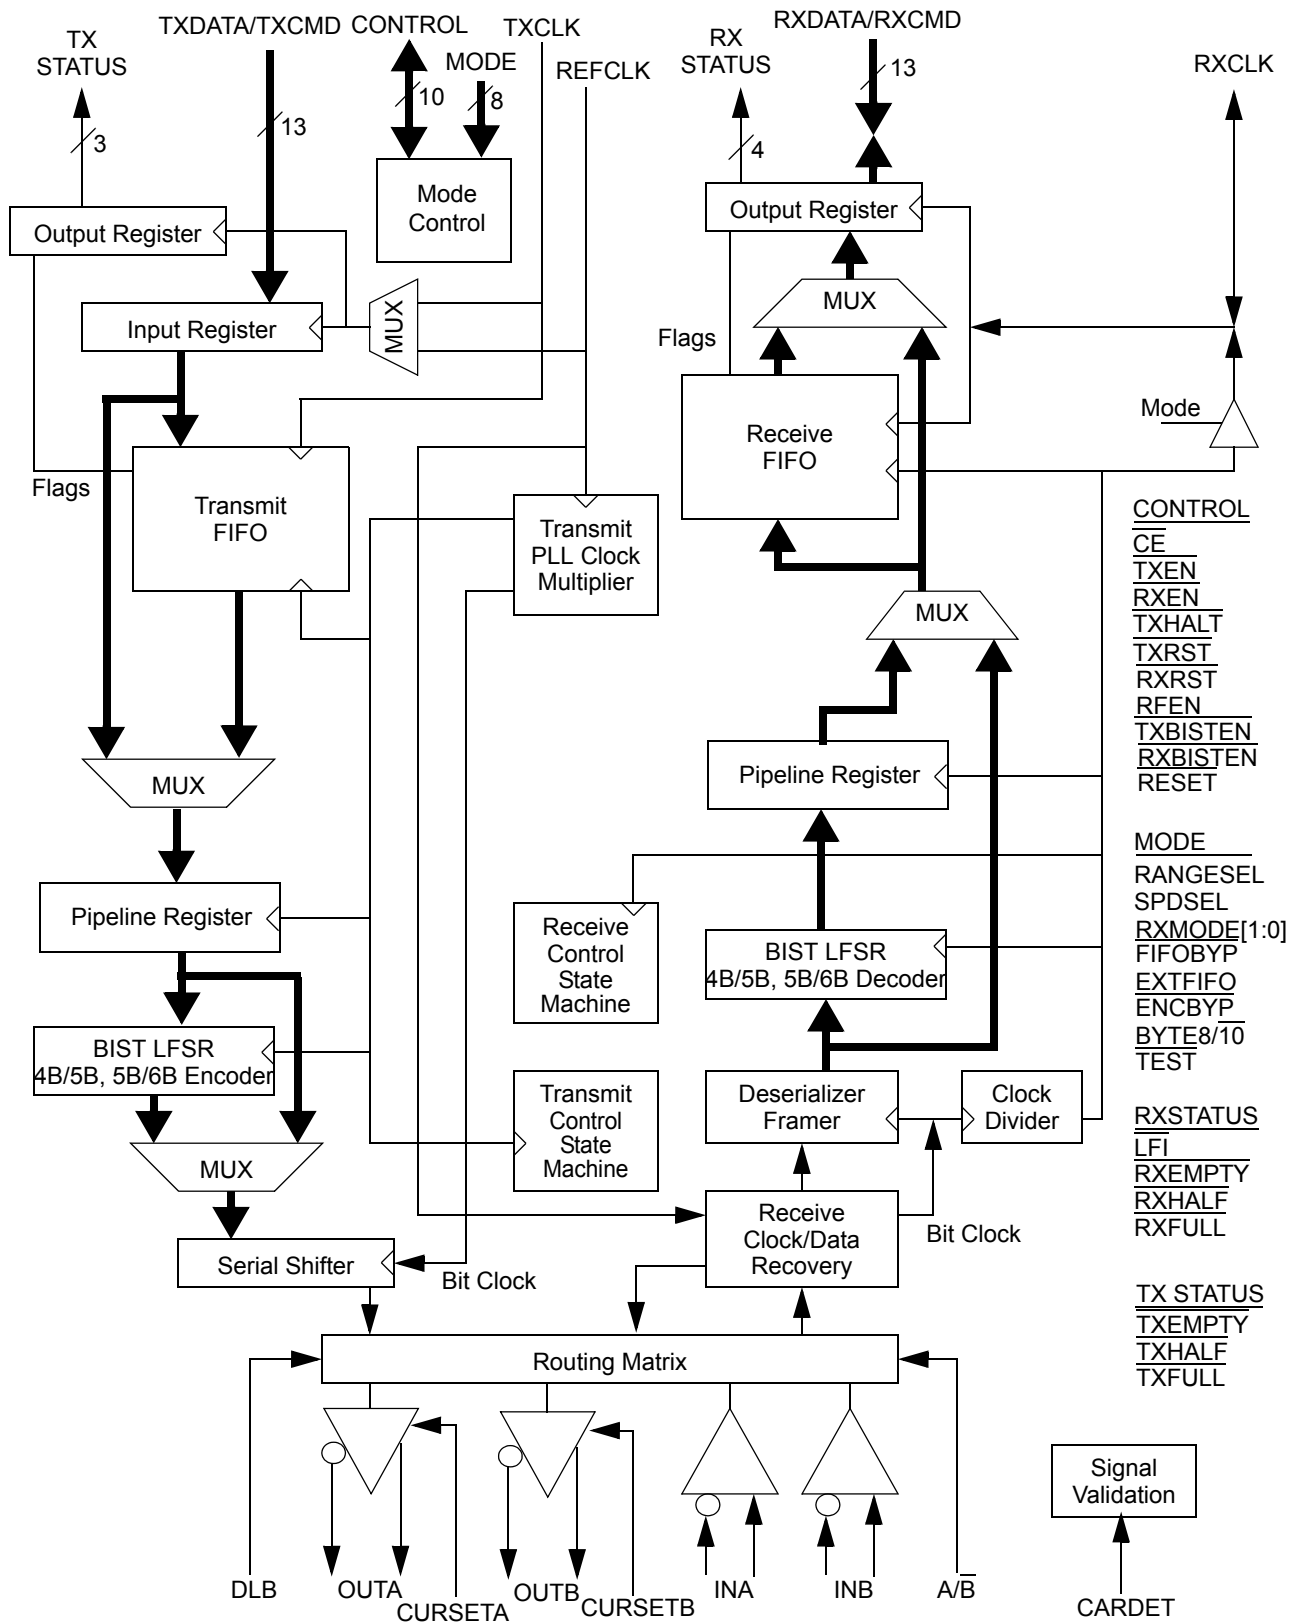 TX
STATUS
TXDATA/TXCMD
CONTROL
TXCLK
MODE
REFCLK
RX
STATUS
RXDATA/RXCMD
RXCLK
3
13
10
8
4
13
Mode
Control
Output Register
Output Register
Input Register
MUX
MUX
Flags
Flags
Transmit
FIFO
Transmit
PLL Clock
Multiplier
Receive
FIFO
Mode
MUX
MUX
Pipeline Register
Pipeline Register
Receive
Control
State
Machine
BIST LFSR
4B/5B, 5B/6B Decoder
BIST LFSR
4B/5B, 5B/6B Encoder
Transmit
Control
State
Machine
Deserializer
Framer
Clock
Divider
MUX
Receive
Clock/Data
Recovery
Bit Clock
Serial Shifter
Bit Clock
Routing Matrix
DLB
OUTA
CURSETA
OUTB
CURSETB
INA
INB
A/B
Signal
Validation
CARDET
CONTROL
CE
TXEN
RXEN
TXHALT
TXRST
RXRST
RFEN
TXBISTEN
RXBISTEN
RESET
MODE
RANGESEL
SPDSEL
RXMODE[1:0]
FIFOBYP
EXTFIFO
ENCBYP
BYTE8/10
TEST
RXSTATUS
LFI
RXEMPTY
RXHALF
RXFULL
TX STATUS
TXEMPTY
TXHALF
TXFULL